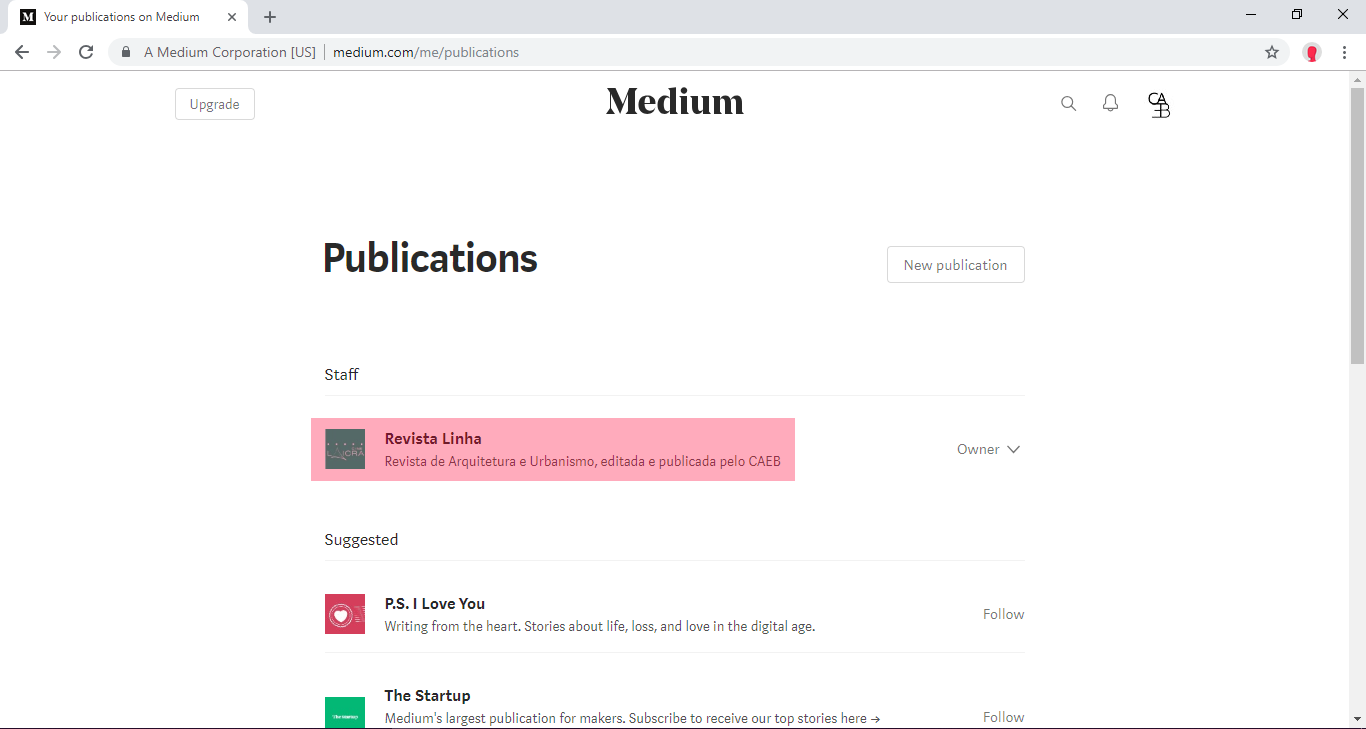 Your publications on Medium
A Medium Corporation [US] medium.com/me/publications
Upgrade
Medium
CAB
Publications
New publication
Staff
Revista Linha
Revista de Arquitetura e Urbanismo, editada e publicada pelo CAEB
Owner
Suggested
P.S. I Love You
Writing from the heart. Stories about life, loss, and love in the digital age.
Follow
The Startup
The Startup
Medium's largest publication for makers. Subscribe to receive our top stories here →
Follow